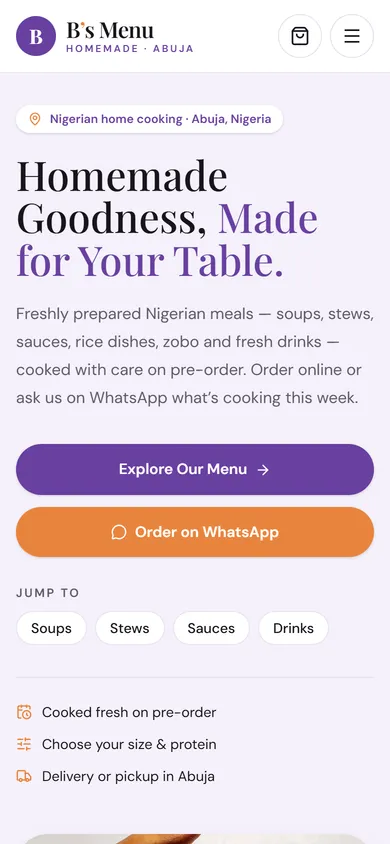 B
B's Menu
HOMEMADE · ABUJA
Nigerian home cooking · Abuja, Nigeria
Homemade
Goodness, Made
for Your Table.
Freshly prepared Nigerian meals — soups, stews,
sauces, rice dishes, zobo and fresh drinks —
cooked with care on pre-order. Order online or
ask us on WhatsApp what’s cooking this week.
Explore Our Menu →
Order on WhatsApp
JUMP TO
Soups Stews Sauces Drinks
Cooked fresh on pre-order
Choose your size & protein
Delivery or pickup in Abuja